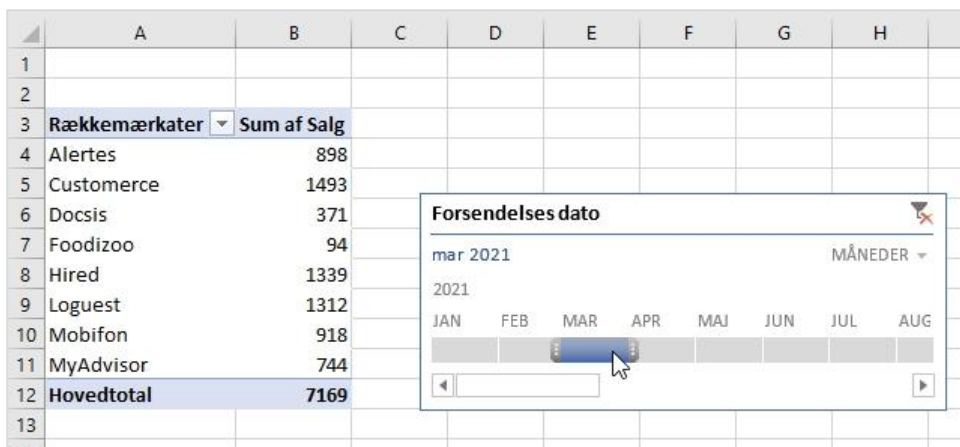 A B C D E F G H
1
2
3 Rækkemærkater Sum af Salg
4 Alertes 898
5 Customerce 1493
6 Docsis 371
7 Foodizoo 94
8 Hired 1339
9 Loguest 1312
10 Mobifon 918
11 MyAdvisor 744
12 Hovedtotal 7169
13
Forsendelses dato
mar 2021 MÅNEDER
2021
JAN FEB MAR APR MAJ JUN JUL AUG